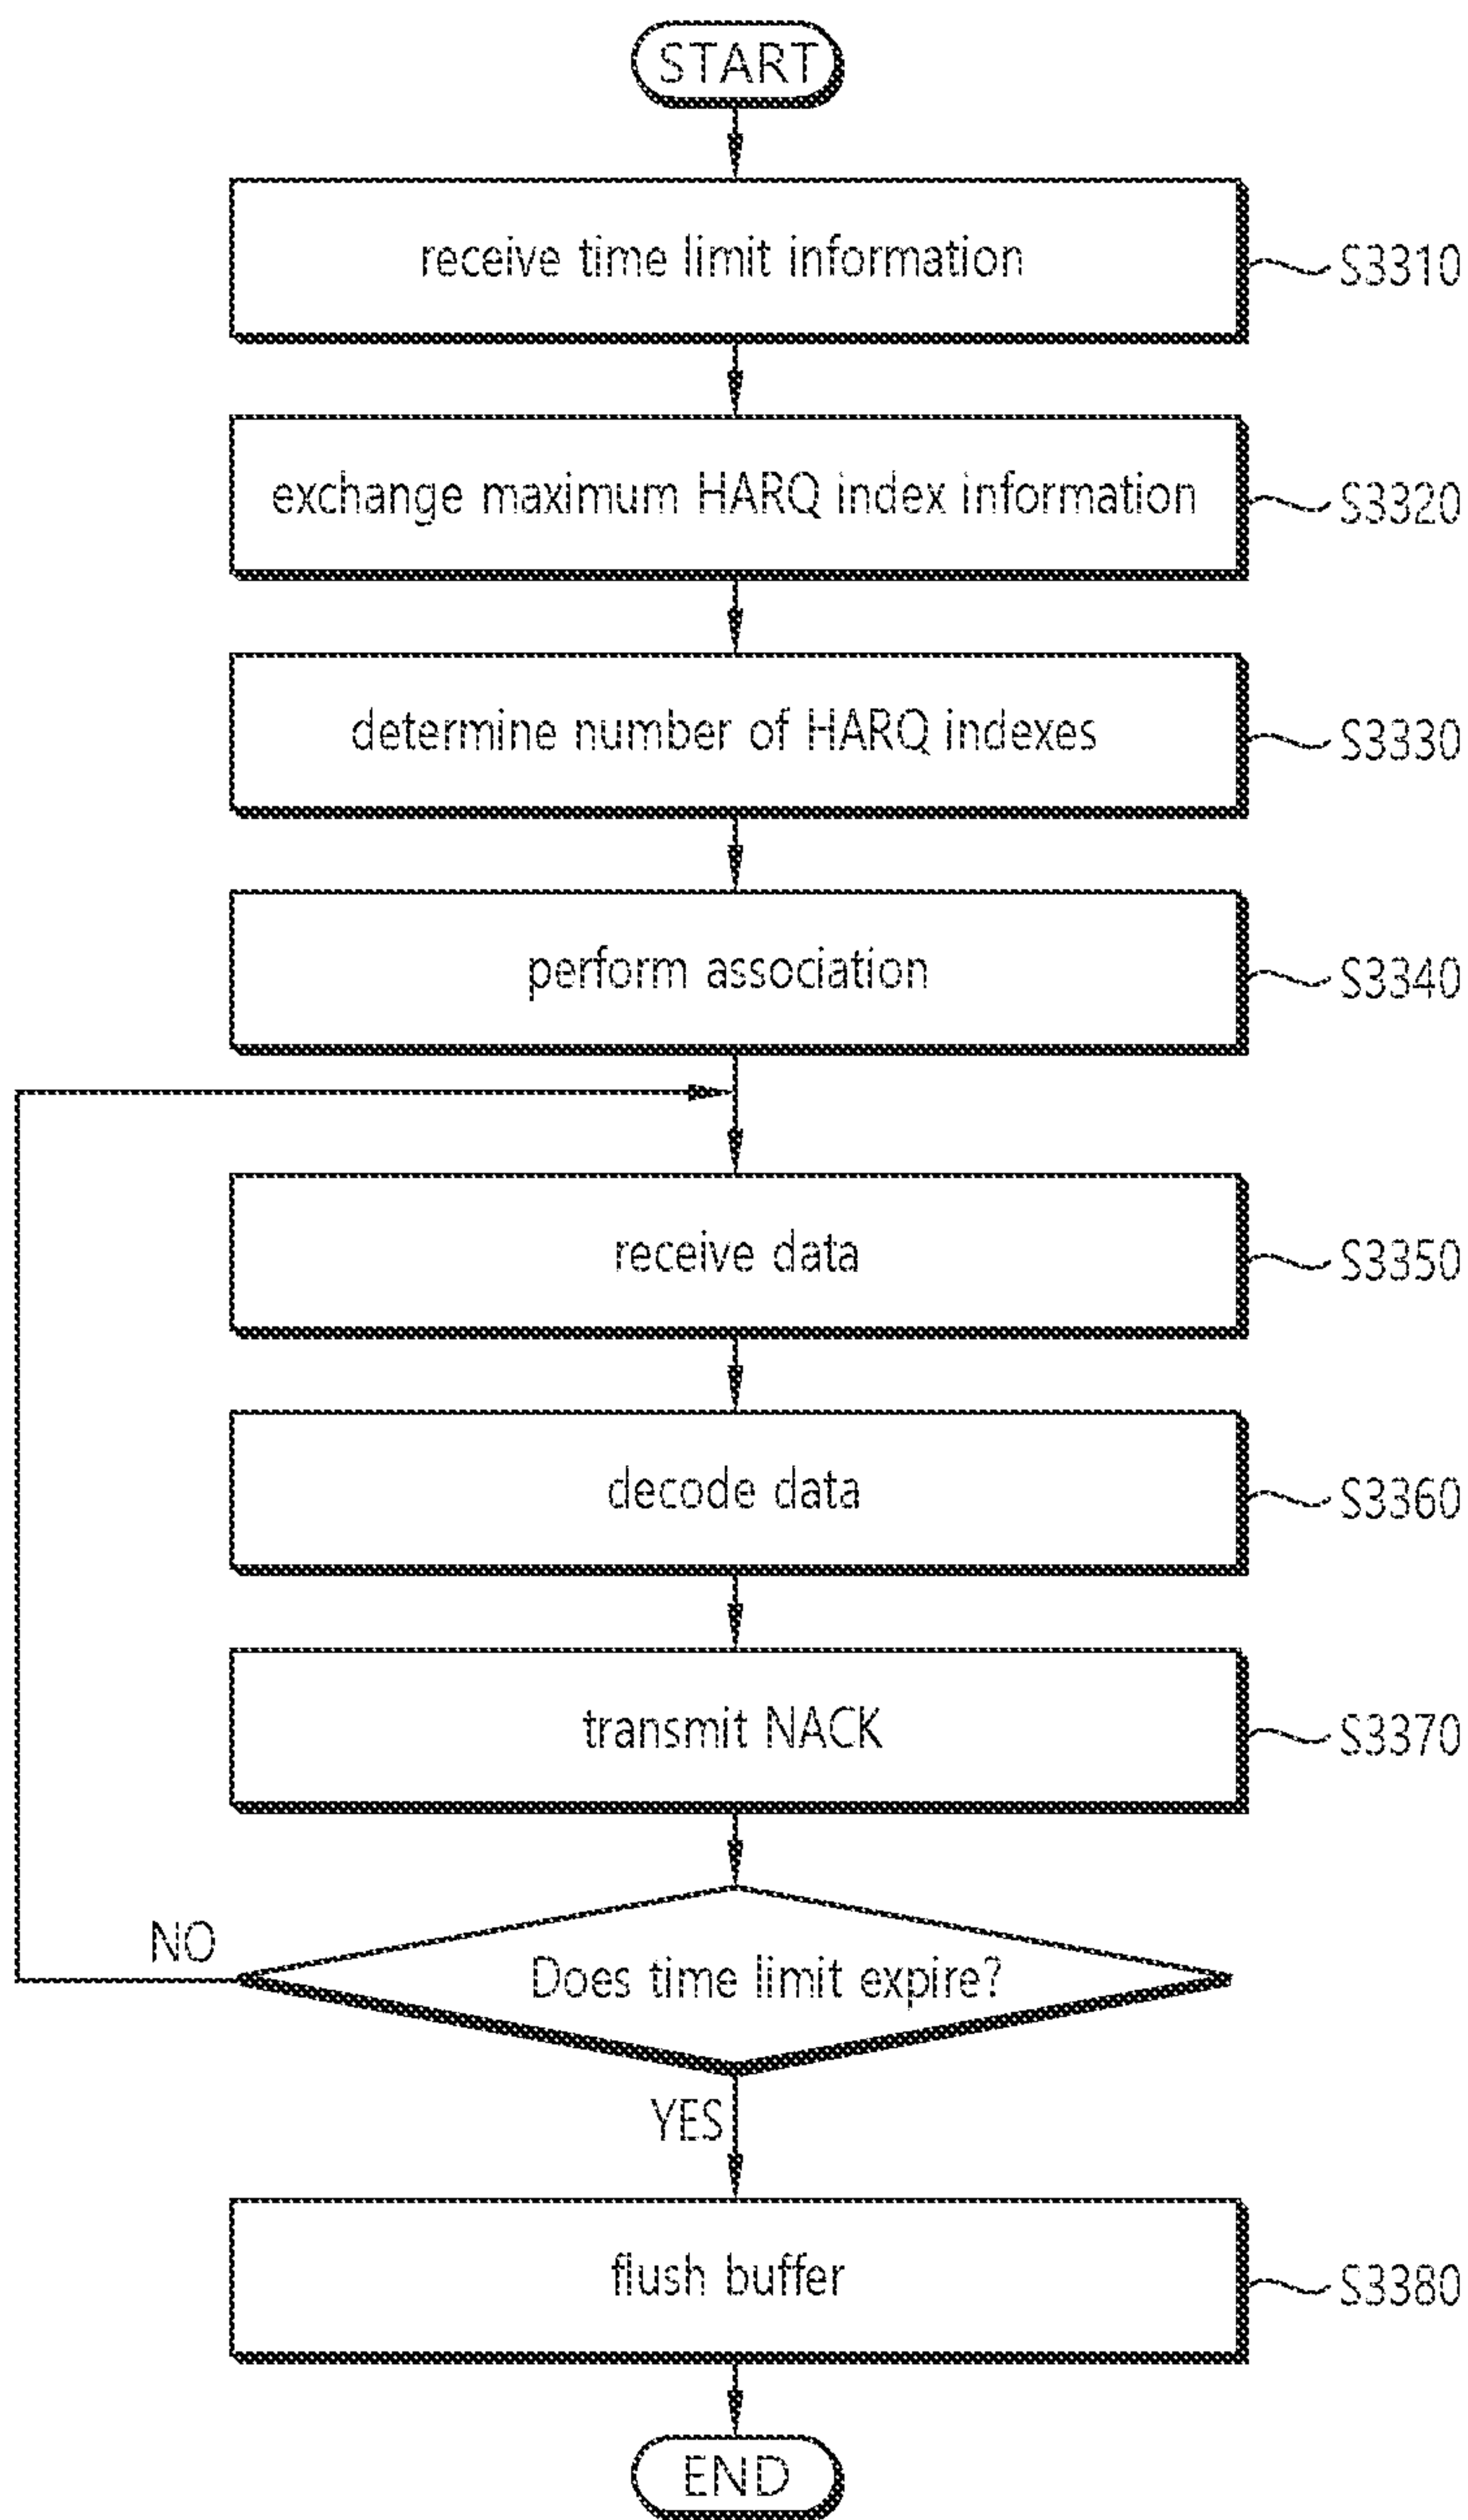 START
receive time limit information
S3310
exchange maximum HARQ index information
S3320
determine number of HARQ indexes
S3330
perform association
S3340
receive data
S3350
decode data
S3360
transmit NACK
S3370
NO
Does time limit expire?
YES
flush buffer
S3380
END